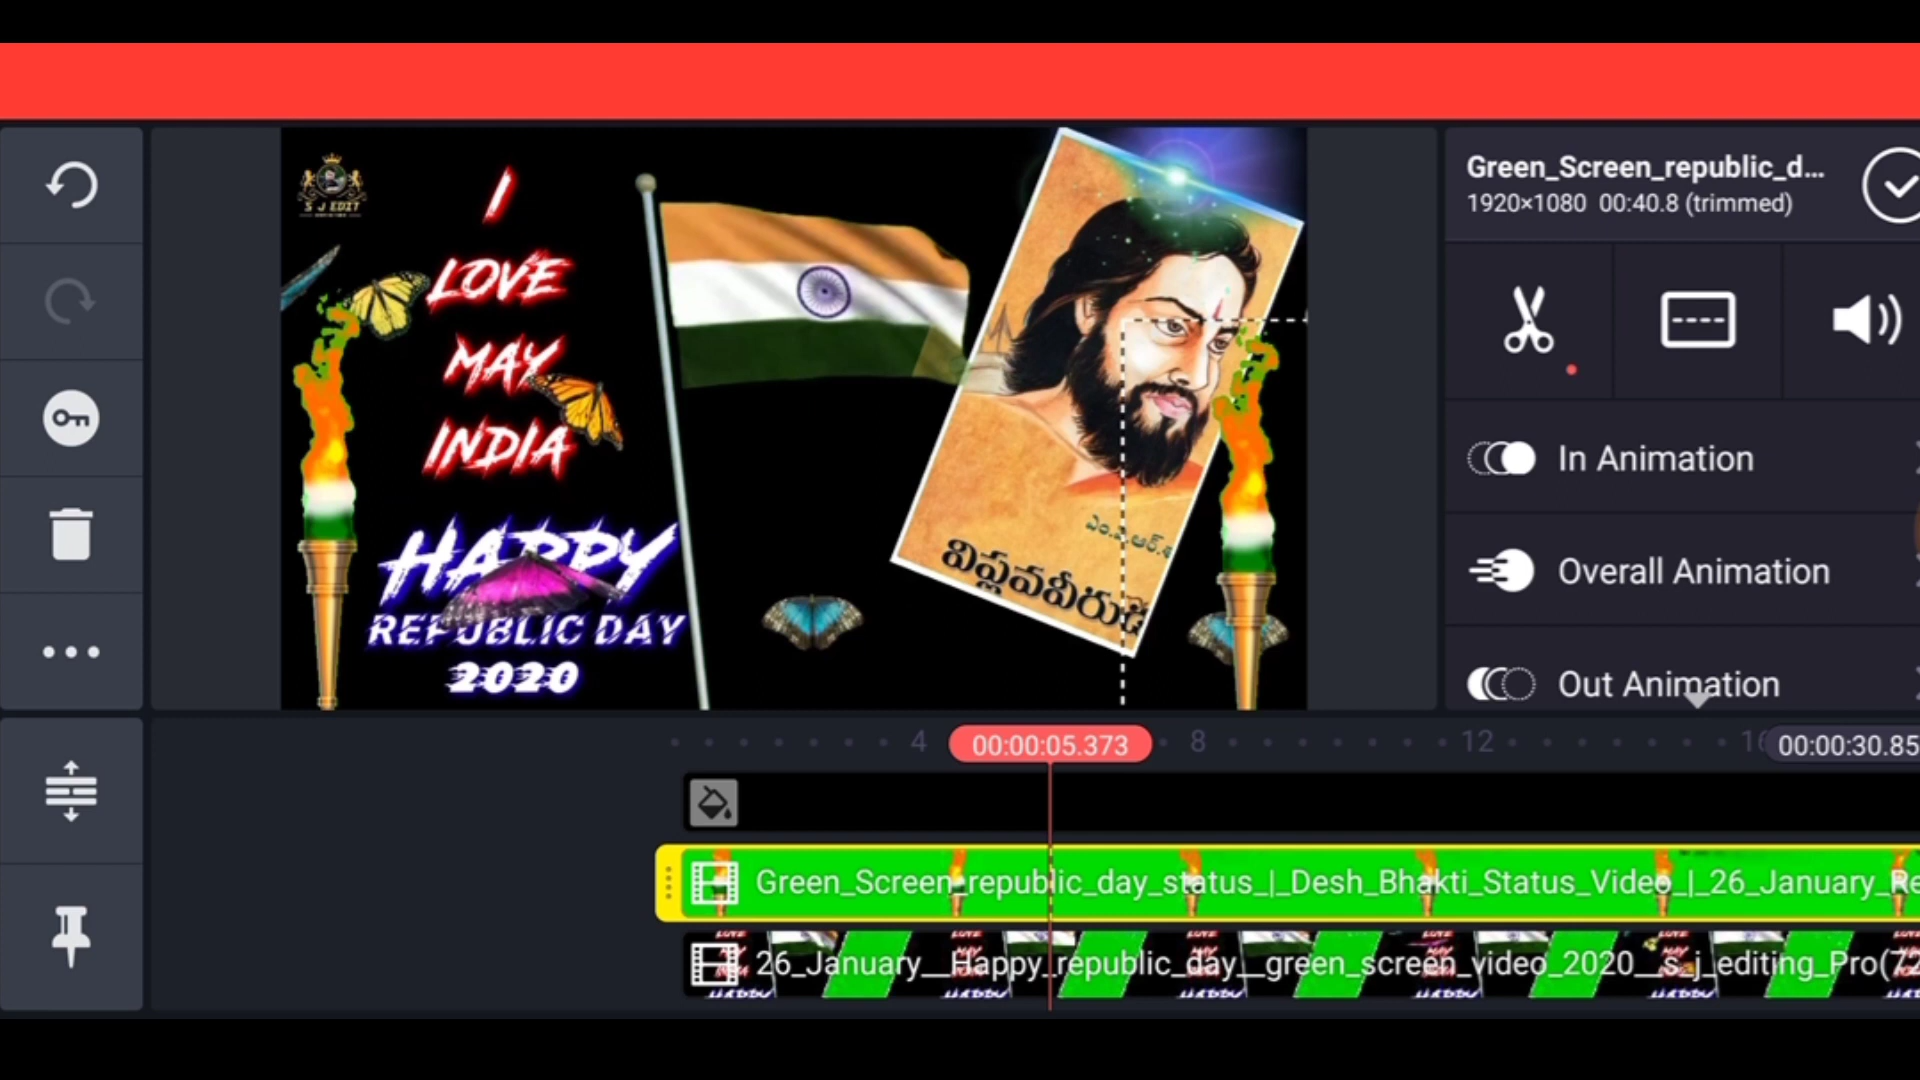 Green_Screen_republic_d...
1920×1080 00:40.8 (trimmed)
S J EDIT
I
LOVE
MAY
INDIA
HAPPY
REPUBLIC DAY
2020
విప్లవవీరుడు
In Animation
Overall Animation
Out Animation
4
00:00:05.373
8
12
16
00:00:30.85
Green_Screen_republic_day_status_|_Desh_Bhakti_Status_Video_|_26_January_Re
26_January__Happy_republic_day__green_screen_video_2020__s_j_editing_Pro(72